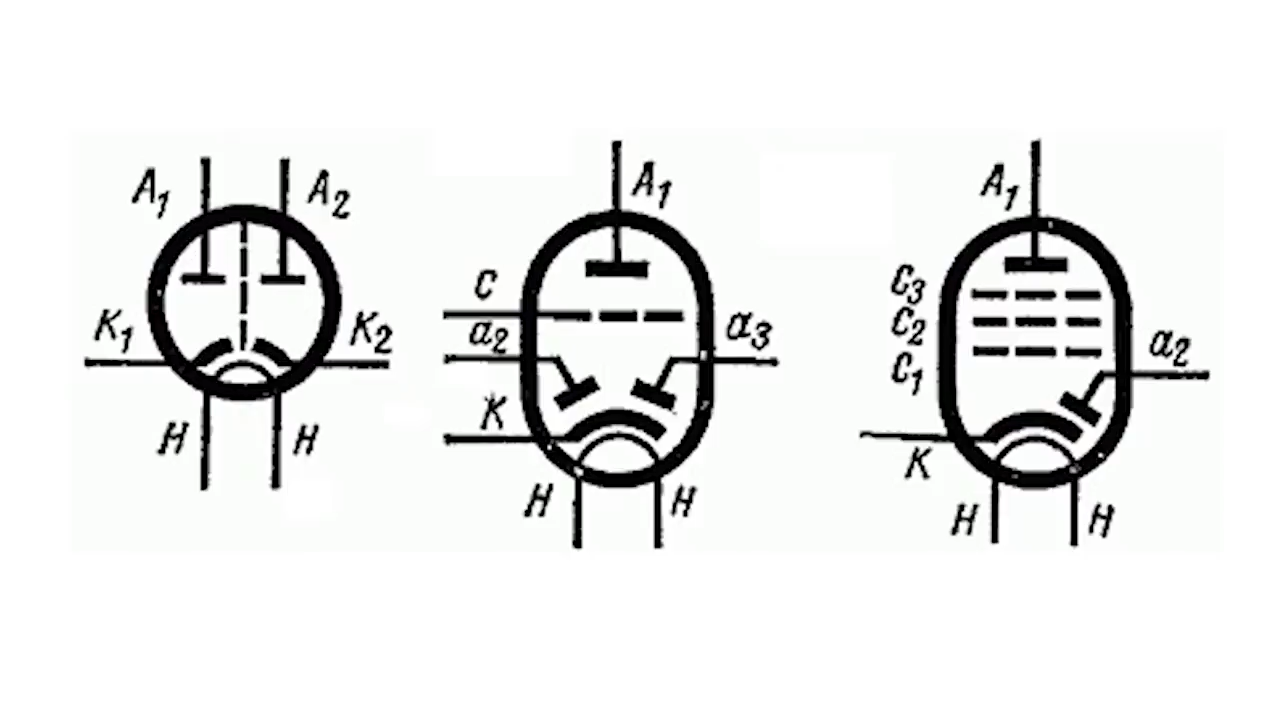 A₁ A₂
K₁ K₂
H H
A₁
C
a₂ a₃
K
H H
A₁
C₃
C₂
C₁
a₂
K
H H